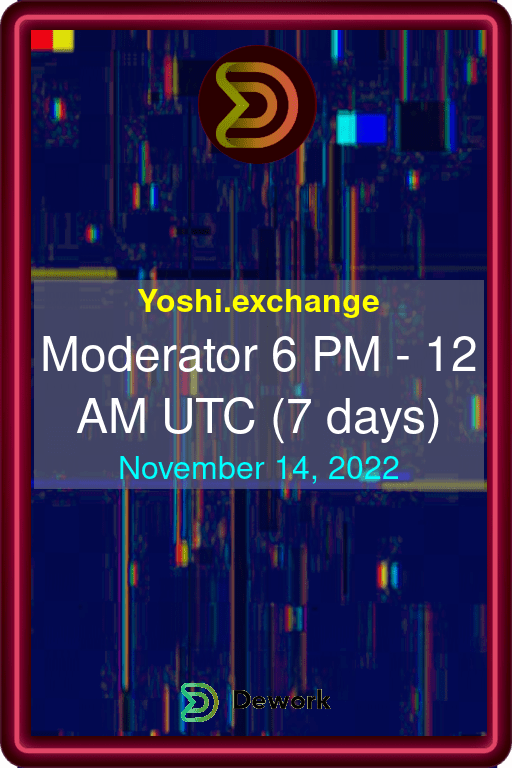 Yoshi.exchange
Moderator 6 PM - 12
AM UTC (7 days)
November 14, 2022
Dework